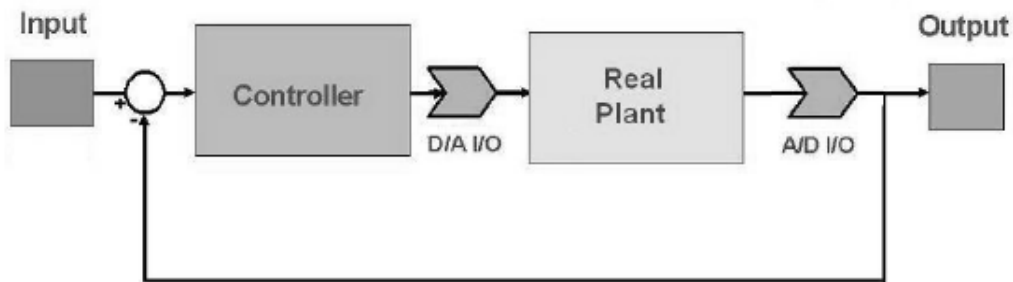 Input
Output
Controller
Real
Plant
+
-
D/A I/O
A/D I/O